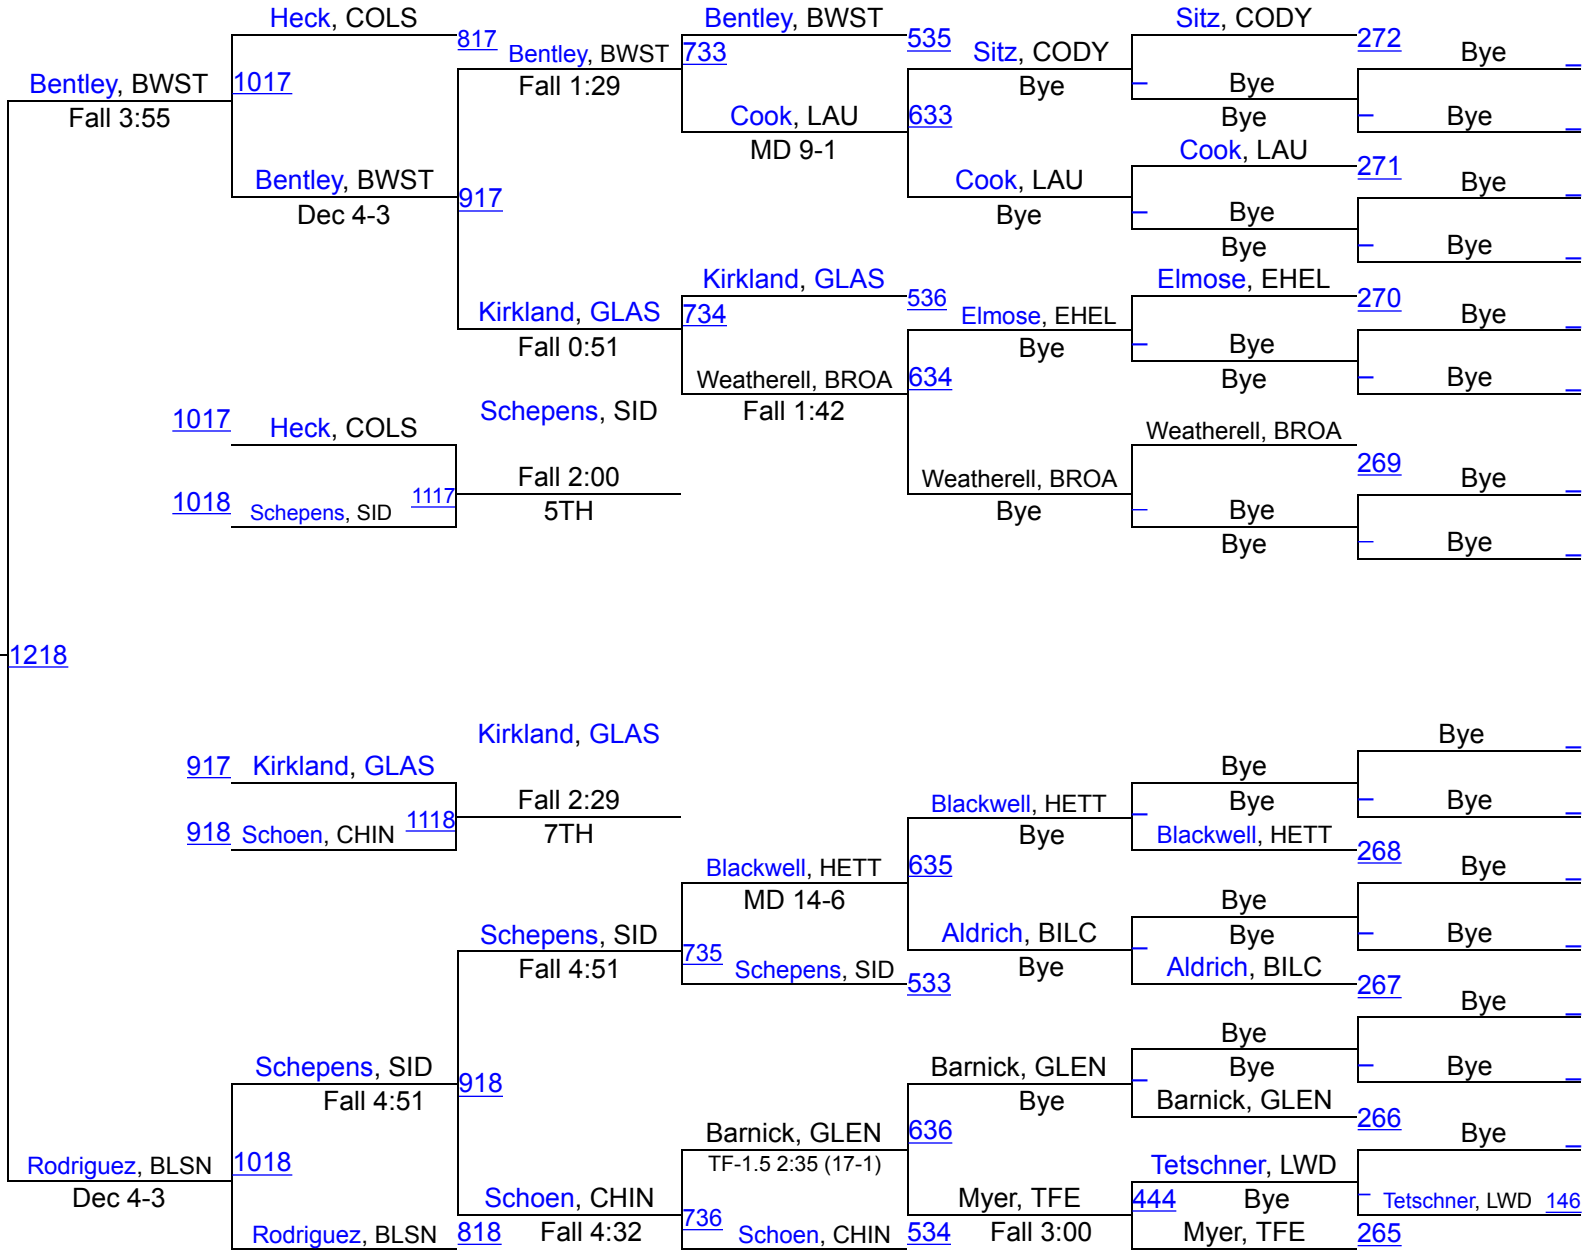 Heck, COLS
817
Bentley, BWST
1017
Fall 3:55
Bentley, BWST
Dec 4-3
917
Bentley, BWST
Fall 1:29
733
Bentley, BWST
535
Cook, LAU
MD 9-1
633
Sitz, CODY
Bye
Sitz, CODY
272
Bye
Bye
Bye
Bye
Cook, LAU
Bye
Cook, LAU
271
Bye
Bye
Bye
Bye
Kirkland, GLAS
Fall 0:51
734
Kirkland, GLAS
536
Weatherell, BROA
Fall 1:42
634
Elmose, EHEL
Bye
Elmose, EHEL
270
Bye
Bye
Bye
Bye
Weatherell, BROA
Bye
Weatherell, BROA
269
Bye
Bye
Bye
Bye
1017
Heck, COLS
1018
Schepens, SID
1117
Schepens, SID
Fall 2:00
5TH
1218
917
Kirkland, GLAS
918
Schoen, CHIN
1118
Kirkland, GLAS
Fall 2:29
7TH
Bye
Bye
Bye
Bye
Blackwell, HETT
Bye
Blackwell, HETT
268
Blackwell, HETT
MD 14-6
635
Bye
Bye
Bye
Bye
Aldrich, BILC
Bye
Aldrich, BILC
267
Schepens, SID
Fall 4:51
735
Schepens, SID
533
Bye
Bye
Bye
Bye
Barnick, GLEN
Bye
Barnick, GLEN
266
Schepens, SID
Fall 4:51
918
Barnick, GLEN
TF-1.5 2:35 (17-1)
636
Bye
Tetschner, LWD
Bye
Tetschner, LWD
146
Myer, TFE
Fall 3:00
444
Myer, TFE
265
Rodriguez, BLSN
Dec 4-3
1018
Schoen, CHIN
Fall 4:32
736
Schoen, CHIN
534
Rodriguez, BLSN
818